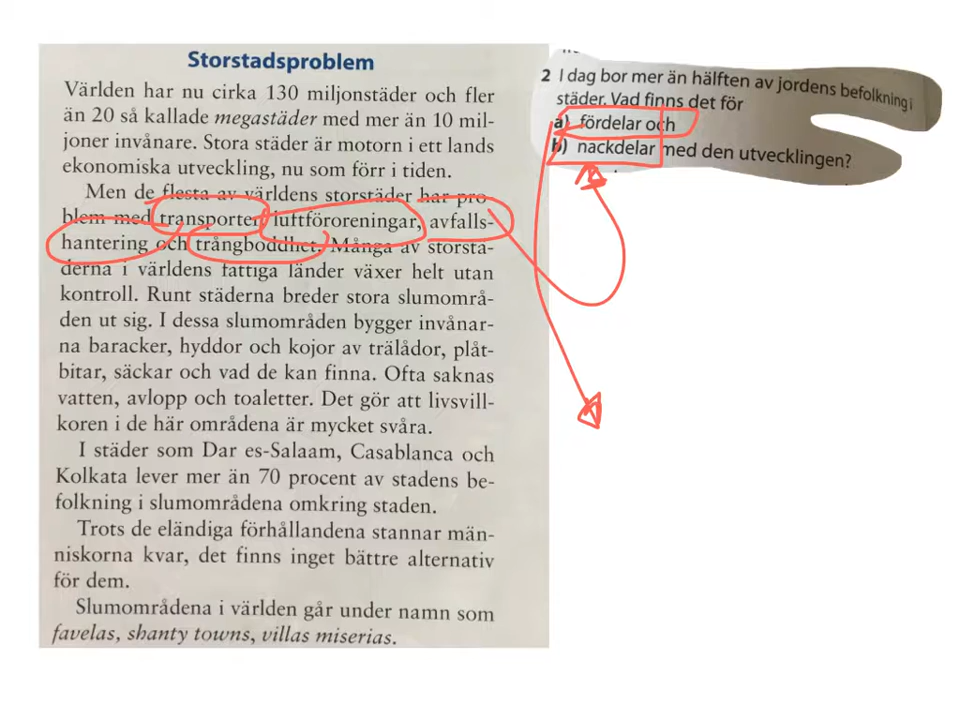 Storstadsproblem
Världen har nu cirka 130 miljonstäder och fler
än 20 så kallade megastäder med mer än 10 mil-
joner invånare. Stora städer är motorn i ett lands
ekonomiska utveckling, nu som förr i tiden.
Men de flesta av världens storstäder har pro
blem med transporter luftföroreningar, avfalls-
hantering och trångboddhet. Många av storstä-
derna i världens fattiga länder växer helt utan
kontroll. Runt städerna breder stora slumområ-
den ut sig. I dessa slumområden bygger invånar-
na baracker, hyddor och kojor av trälådor, plåt-
bitar, säckar och vad de kan finna. Ofta saknas
vatten, avlopp och toaletter. Det gör att livsvill-
koren i de här områdena är mycket svåra.
I städer som Dar es-Salaam, Casablanca och
Kolkata lever mer än 70 procent av stadens be-
folkning i slumområdena omkring staden.
Trots de eländiga förhållandena stannar män-
niskorna kvar, det finns inget bättre alternativ
för dem.
Slumområdena i världen går under namn som
favelas, shanty towns, villas miserias.
2 I dag bor mer än hälften av jordens befolkning i
städer. Vad finns det för
a) fördelar och
b) nackdelar med den utvecklingen?